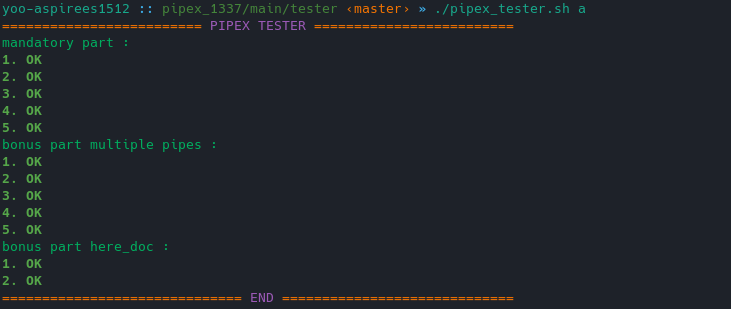 yoo-aspirees1512 :: pipex_1337/main/tester ‹master› » ./pipex_tester.sh a
========================= PIPEX TESTER =========================
mandatory part :
1. OK
2. OK
3. OK
4. OK
5. OK
bonus part multiple pipes :
1. OK
2. OK
3. OK
4. OK
5. OK
bonus part here_doc :
1. OK
2. OK
============================== END =============================